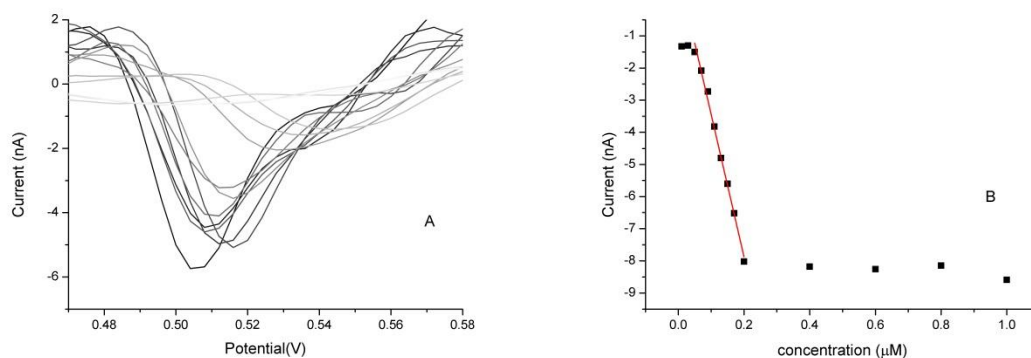 2
0
-2
-4
-6
0.48 0.50 0.52 0.54 0.56 0.58
Current (nA)
Potential(V)
A
-1
-2
-3
-4
-5
-6
-7
-8
-9
0.0 0.2 0.4 0.6 0.8 1.0
Current (nA)
concentration (μM)
B